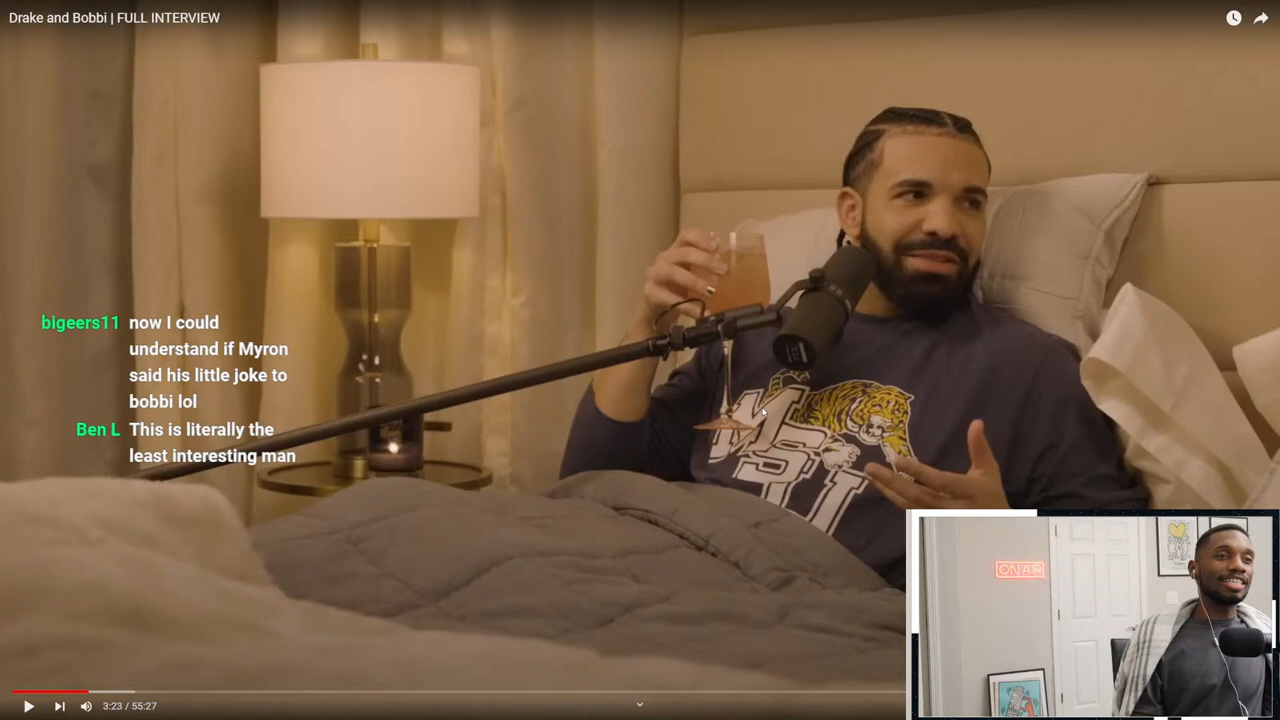 Drake and Bobbi | FULL INTERVIEW
bigeers11 now I could
understand if Myron
said his little joke to
bobbi lol
Ben L This is literally the
least interesting man
MSU
ON AIR
3:23 / 55:27